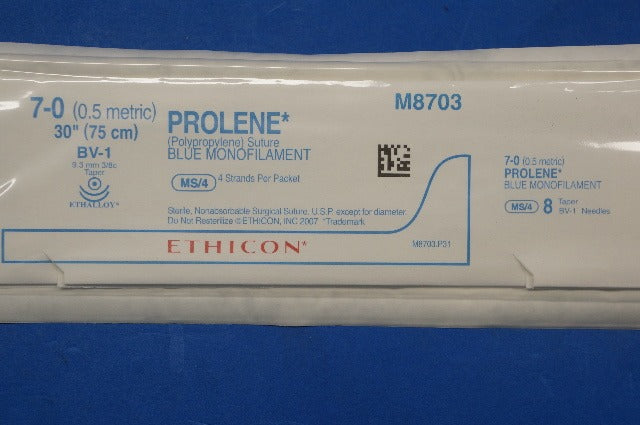 7-0 (0.5 metric)
30" (75 cm)
BV-1
9.3 mm 3/8c
Taper
ETHALLOY*
PROLENE*
(Polypropylene) Suture
BLUE MONOFILAMENT
MS/4 4 Strands Per Packet
Sterile, Nonabsorbable Surgical Suture, U.S.P. except for diameter
Do Not Resterilize ©ETHICON, INC 2007 *Trademark
ETHICON*
M8703
M8703.P31
7-0 (0.5 metric)
PROLENE*
BLUE MONOFILAMENT
MS/4 8 Taper
BV-1 Needles